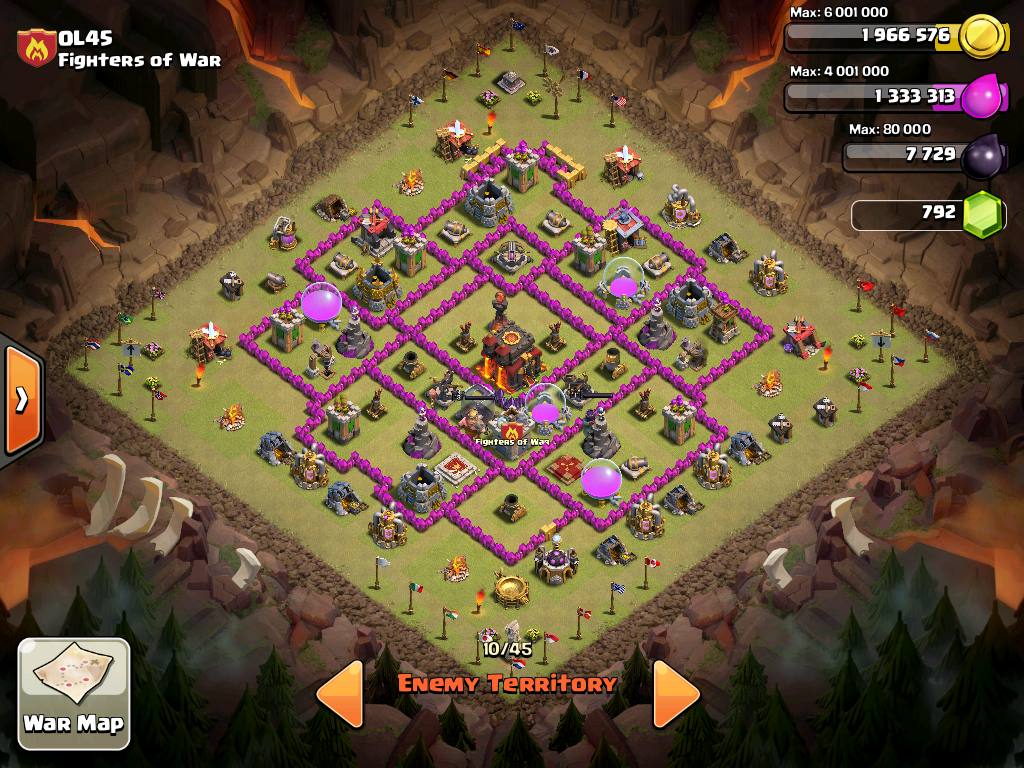 OL45
Fighters of War
Max: 6 001 000
1 966 576
Max: 4 001 000
1 333 313
Max: 80 000
7 729
792
Fighters of War
10/45
Enemy Territory
War Map